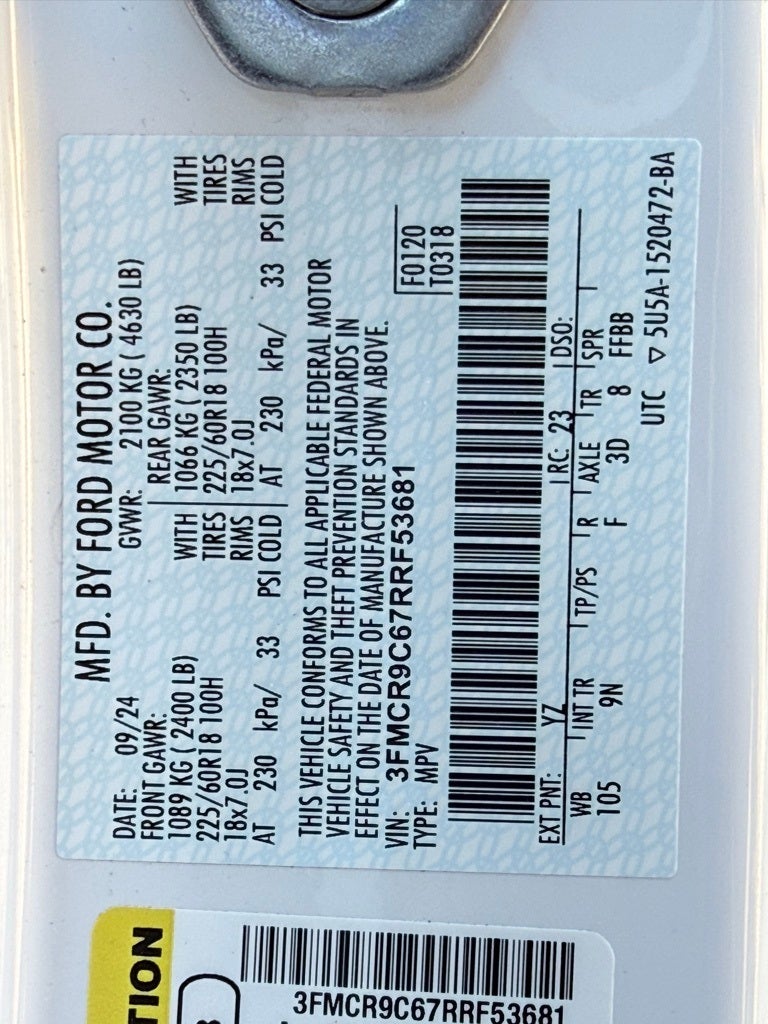 MFD. BY FORD MOTOR CO.
DATE: 09/24 GVWR: 2100 KG ( 4630 LB)
FRONT GAWR: REAR GAWR:
1089 KG ( 2400 LB) WITH 1066 KG ( 2350 LB) WITH
225/60R18 100H TIRES 225/60R18 100H TIRES
18x7.0J RIMS 18x7.0J RIMS
AT 230 kPa/ 33 PSI COLD AT 230 kPa/ 33 PSI COLD
THIS VEHICLE CONFORMS TO ALL APPLICABLE FEDERAL MOTOR
VEHICLE SAFETY AND THEFT PREVENTION STANDARDS IN
EFFECT ON THE DATE OF MANUFACTURE SHOWN ABOVE.
VIN: 3FMCR9C67RRF53681 F0120
TYPE: MPV T0318
EXT PNT: YZ RC: 23 DSO:
WB INT TR TP/PS R AXLE TR SPR
105 9N F 3D 8 FFBB
UTC ▽ 5U5A-1520472-BA
TION
3FMCR9C67RRF53681